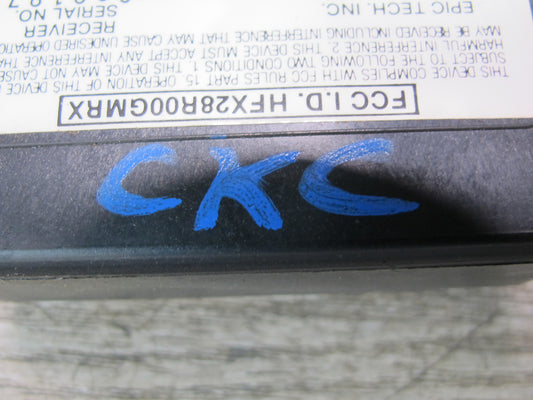 CKC
FCC I.D. HFX28R00GMRX
THIS DEVICE COMPLIES WITH FCC RULES PART 15. OPERATION OF THIS DEVICE
SUBJECT TO THE FOLLOWING TWO CONDITIONS 1. THIS DEVICE MAY NOT CAUSE
HARMFUL INTERFERENCE 2. THIS DEVICE MUST ACCEPT ANY INTERFERENCE THA
MAY BE RECEIVED INCLUDING INTERFERENCE THAT MAY CAUSE UNDESIRED OPERATIO
EPIC TECH. INC.
RECEIVER
SERIAL NO.